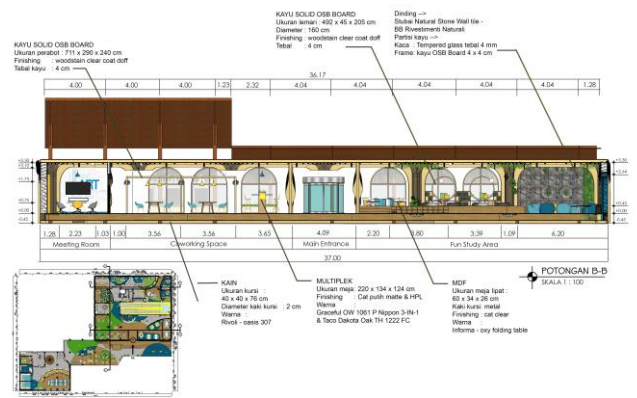 KAYU SOLID OSB BOARD
Ukuran lemari : 492 x 45 x 205 cm
Diameter : 160 cm
Finishing : woodstain clear coat doff
Tebal : 4 cm
Dinding -->
Stubai Natural Stone Wall tile -
BB Rivestimenti Naturali
Partisi kayu -->
Kaca : Tempered glass tebal 4 mm
Frame: kayu OSB Board 4 x 4 cm
KAYU SOLID OSB BOARD
Ukuran perabot : 711 x 290 x 240 cm
Finishing : woodstain clear coat doff
Tebal kayu : 4 cm
36.17
4.00 4.00 4.00 1.23 2.32 4.04 4.04 4.04 4.04 4.04 1.28
1.28 2.23 1.03 1.00 3.56 3.56 3.65 4.09 2.20 3.80 3.39 1.09 6.20
Meeting Room Coworking Space Main Entrance Fun Study Area
37.00
POTONGAN B-B
SKALA 1 : 100
KAIN
Ukuran kursi :
40 x 40 x 76 cm
Diameter kaki kursi : 2 cm
Warna :
Rivoli - oasis 307
MULTIPLEK
Ukuran meja: 220 x 134 x 124 cm
Finishing : Cat putih matte & HPL
Warna :
Graceful OW 1061 P Nippon 3-IN-1
& Taco Dakota Oak TH 1222 FC
MDF
Ukuran meja lipat :
60 x 34 x 26 cm
Kaki kursi: metal
Finishing : cat clear
Warna :
Informa - oxy folding table